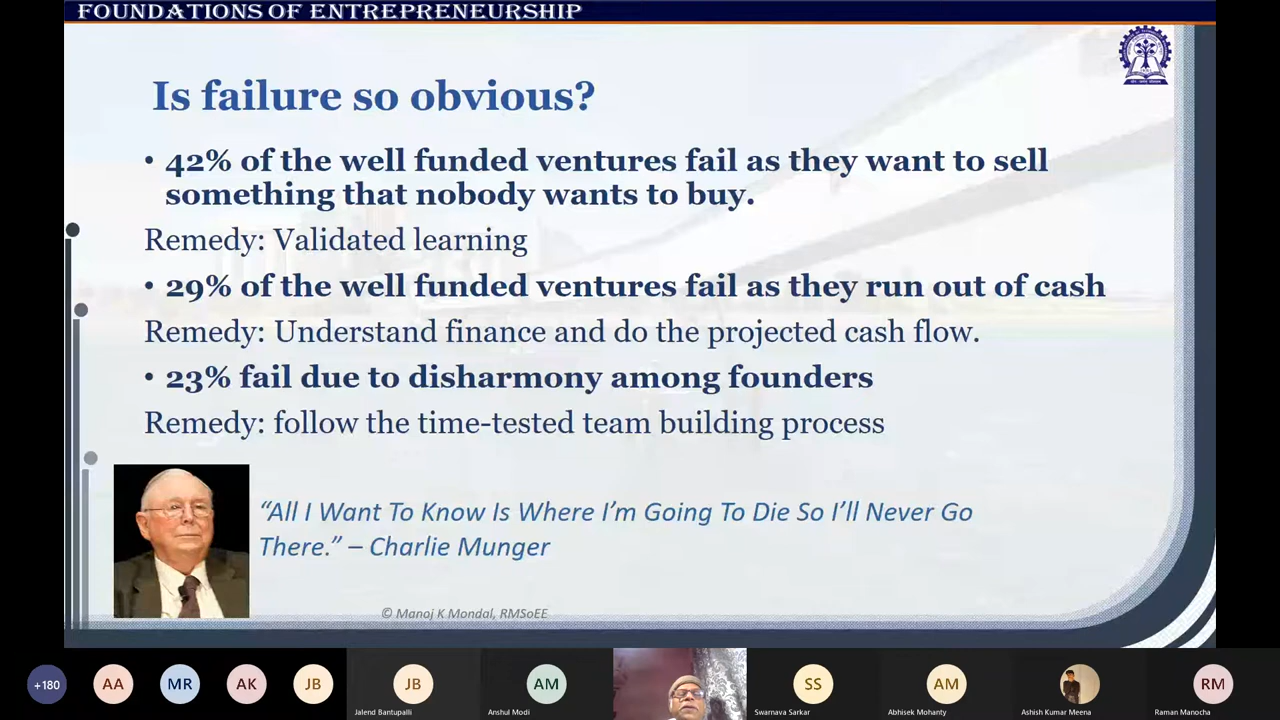 FOUNDATIONS OF ENTREPRENEURSHIP
Is failure so obvious?
• 42% of the well funded ventures fail as they want to sell
something that nobody wants to buy.
Remedy: Validated learning
• 29% of the well funded ventures fail as they run out of cash
Remedy: Understand finance and do the projected cash flow.
• 23% fail due to disharmony among founders
Remedy: follow the time-tested team building process
“All I Want To Know Is Where I’m Going To Die So I’ll Never Go
There.” – Charlie Munger
© Manoj K Mondal, RMSoEE
+180 AA MR AK JB JB AM SS AM RM
Jalend Bantupalli Anshul Modi Swarnava Sarkar Abhisek Mohanty Ashish Kumar Meena Raman Manocha